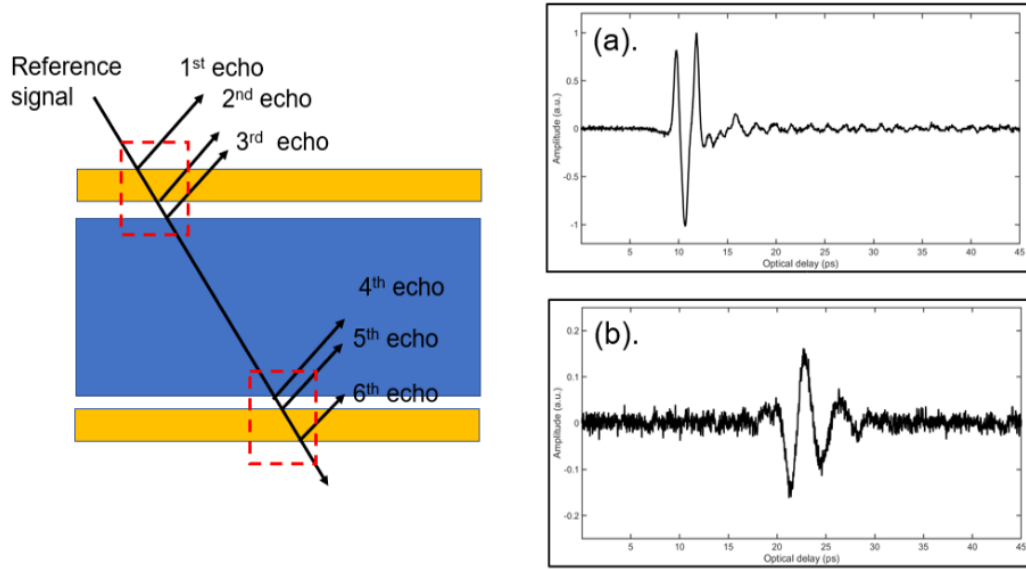 Reference
signal
1st echo
2nd echo
3rd echo
4th echo
5th echo
6th echo
(a).
Amplitude (a.u.)
1
0.5
0
-0.5
-1
5 10 15 20 25 30 35 40 45
Optical delay (ps)
(b).
Amplitude (a.u.)
0.2
0.1
0
-0.1
-0.2
5 10 15 20 25 30 35 40 45
Optical delay (ps)